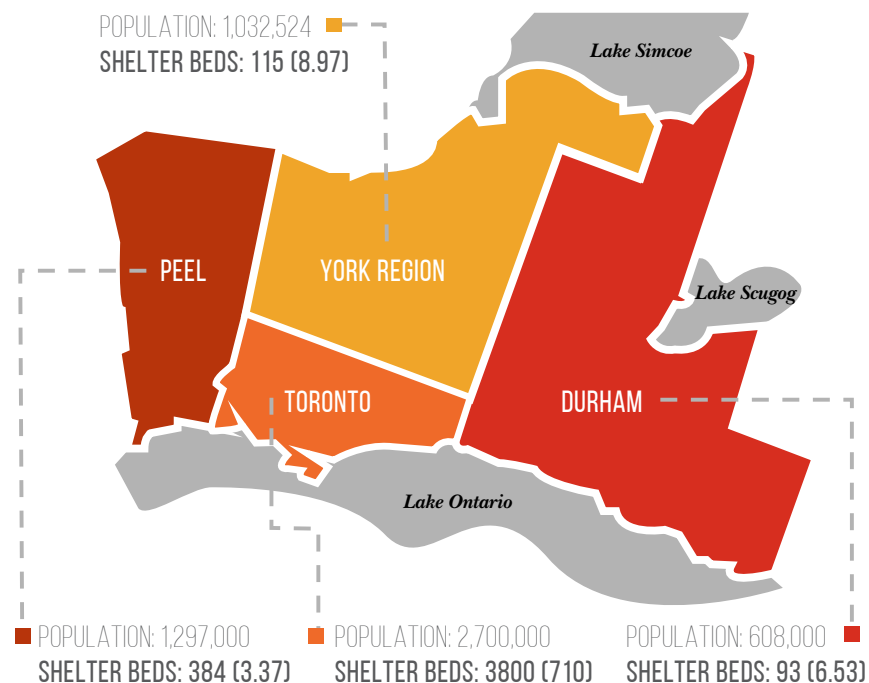 POPULATION: 1,032,524
SHELTER BEDS: 115 (8.97)
Lake Simcoe
PEEL
YORK REGION
Lake Scugog
TORONTO
DURHAM
Lake Ontario
POPULATION: 1,297,000
SHELTER BEDS: 384 (3.37)
POPULATION: 2,700,000
SHELTER BEDS: 3800 (710)
POPULATION: 608,000
SHELTER BEDS: 93 (6.53)